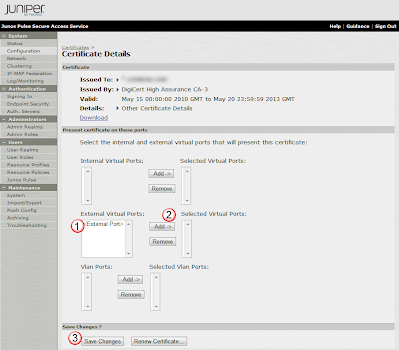 JUNIPER
NETWORKS
Junos Pulse Secure Access Service
Help | Guidance | Sign Out
System
Status
Configuration
Network
Clustering
IF-MAP Federation
Log/Monitoring
Authentication
Signing In
Endpoint Security
Auth. Servers
Administrators
Admin Realms
Admin Roles
Users
User Realms
User Roles
Resource Profiles
Resource Policies
Junos Pulse
Maintenance
System
Import/Export
Push Config
Archiving
Troubleshooting
Certificates >
Certificate Details
Certificate
Issued To:
Issued By: DigiCert High Assurance CA-3
Valid: May 15 00:00:00 2010 GMT to May 20 23:59:59 2013 GMT
Details: Other Certificate Details
Download
Present certificate on these ports
Select the internal and external virtual ports that will present this certificate:
Internal Virtual Ports: Selected Virtual Ports:
Add ->
Remove
External Virtual Ports: 2 Selected Virtual Ports:
1 <External Port> Add ->
Remove
Vlan Ports: Selected Vlan Ports:
Add ->
Remove
Save Changes ?
3 Save Changes Renew Certificate...